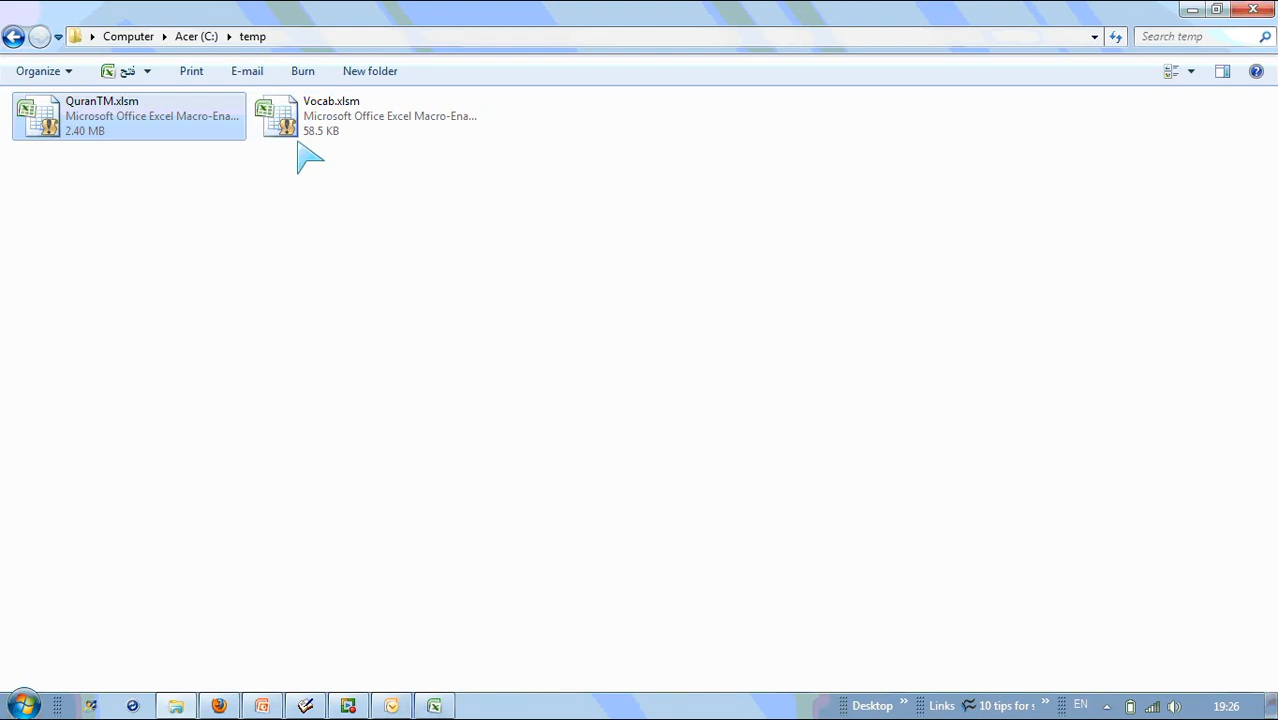 Computer Acer (C:) temp
Search temp
Organize فتح Print E-mail Burn New folder
QuranTM.xlsm
Microsoft Office Excel Macro-Ena...
2.40 MB
Vocab.xlsm
Microsoft Office Excel Macro-Ena...
58.5 KB
Desktop » Links 10 tips for s » EN 19:26